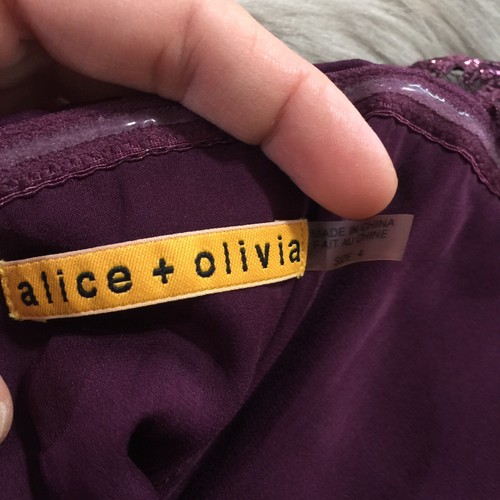 alice + olivia
MADE IN CHINA
FAIT AU CHINE
SIZE 4